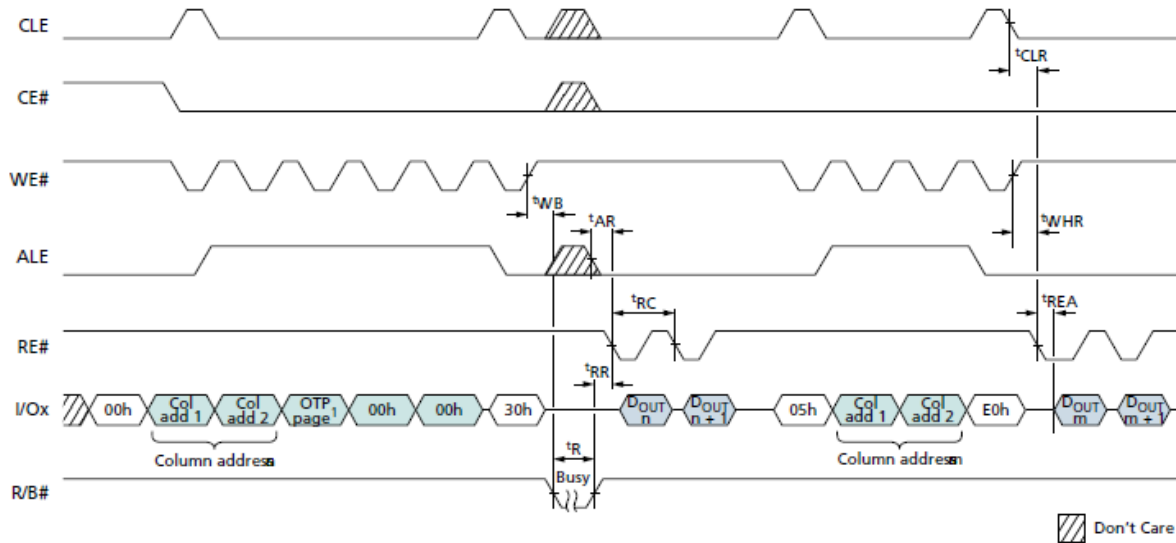 CLE
tCLR
CE#
WE#
tWB
tAR
tWHR
ALE
tRC
tREA
RE#
tRR
I/Ox 00h Col add 1 Col add 2 OTP page1 00h 00h 30h DOUT n DOUT n + 1 05h Col add 1 Col add 2 E0h DOUT m DOUT m + 1
Column address n Column address m
tR
Busy
R/B#
Don't Care